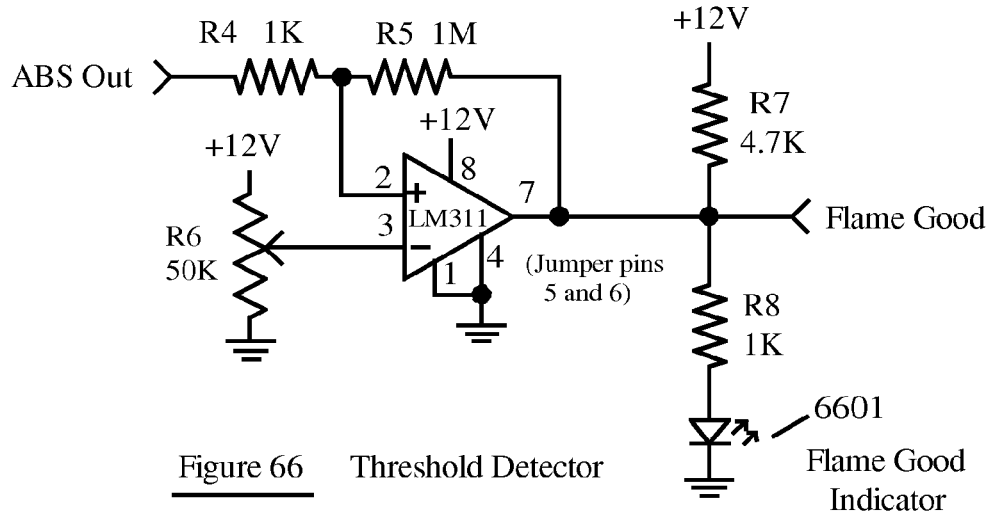 R4 1K R5 1M
+12V
ABS Out
R7
4.7K
+12V
+12V
8
2
+
7
3
LM311
Flame Good
R6
50K
−
4
1
(Jumper pins
5 and 6)
R8
1K
6601
Figure 66 Threshold Detector
Flame Good
Indicator